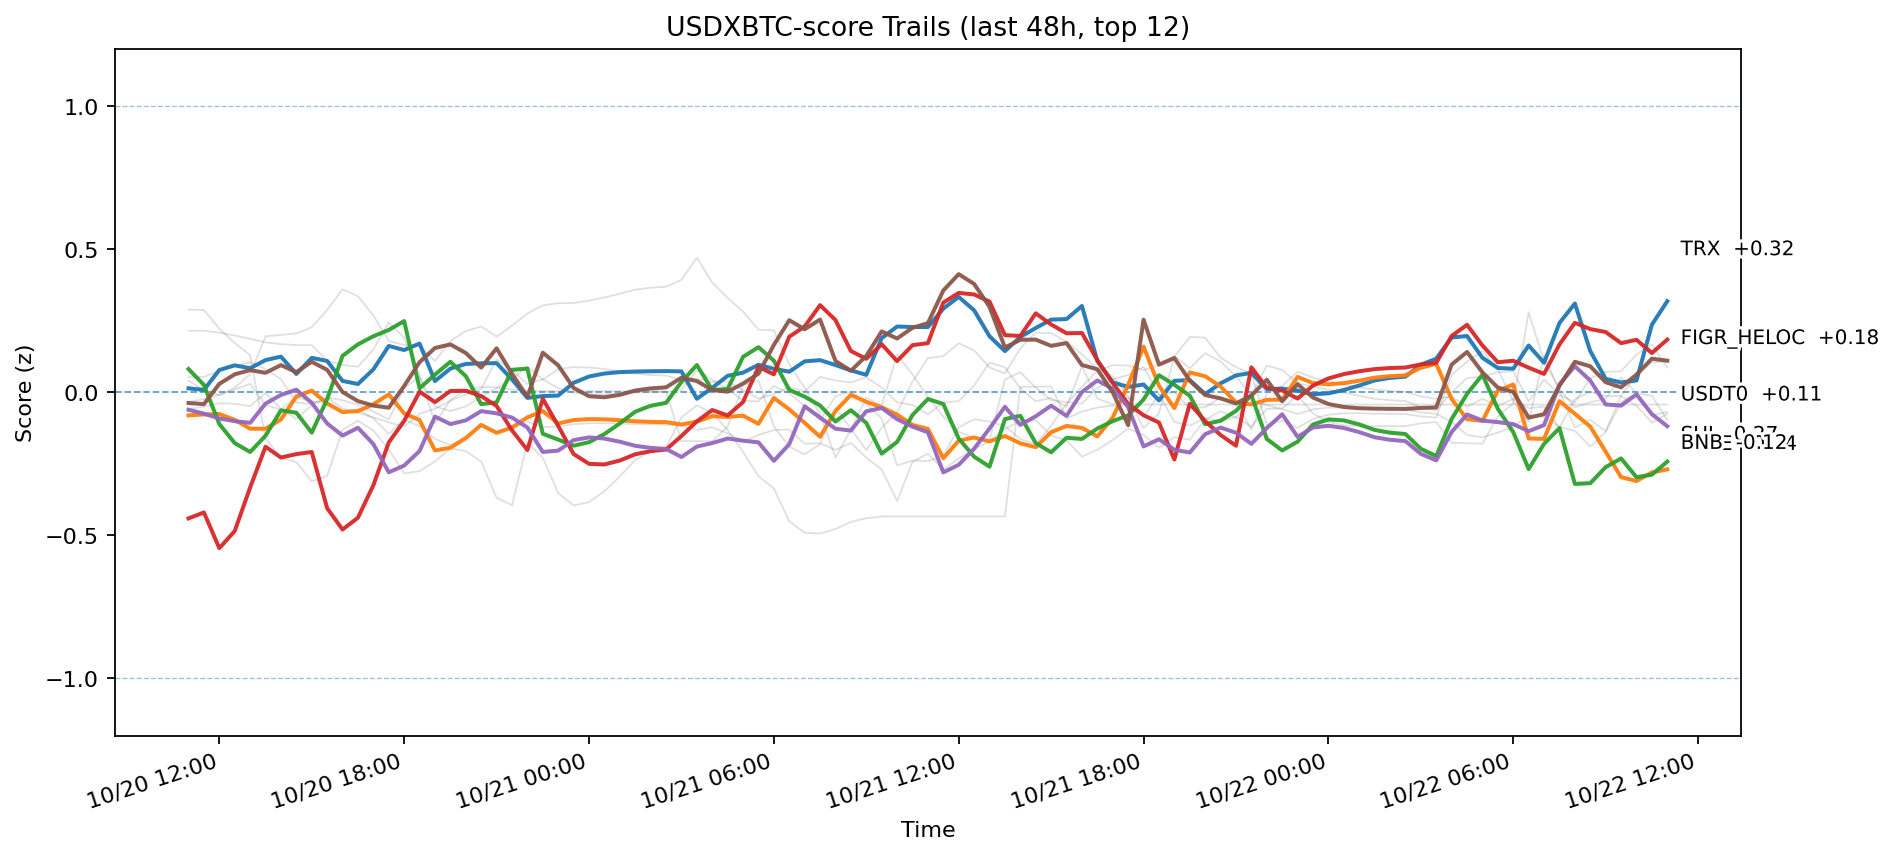 USDXBTC-score Trails (last 48h, top 12)
Score (z)
1.0
0.5
0.0
−0.5
−1.0
TRX +0.32
FIGR_HELOC +0.18
USDT0 +0.11
BNB
10/20 12:00
10/20 18:00
10/21 00:00
10/21 06:00
10/21 12:00
10/21 18:00
10/22 00:00
10/22 06:00
10/22 12:00
Time